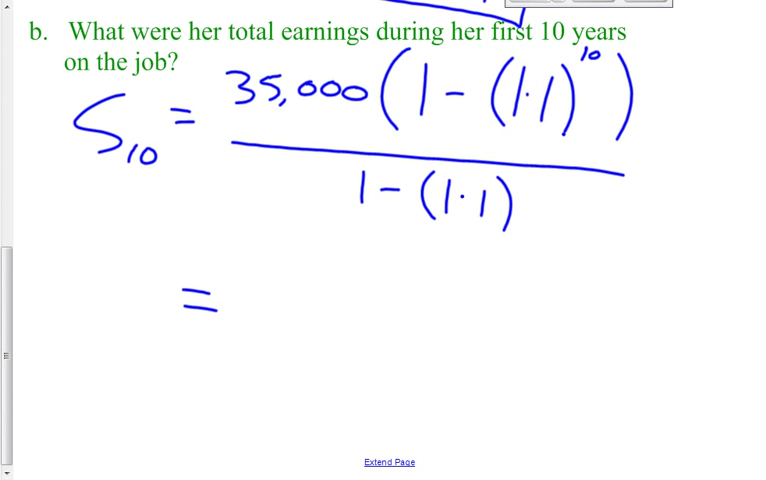 b. What were her total earnings during her first 10 years
on the job?
S₁₀ = 35,000(1 - (1.1)¹⁰)
1 - (1.1)
=
Extend Page